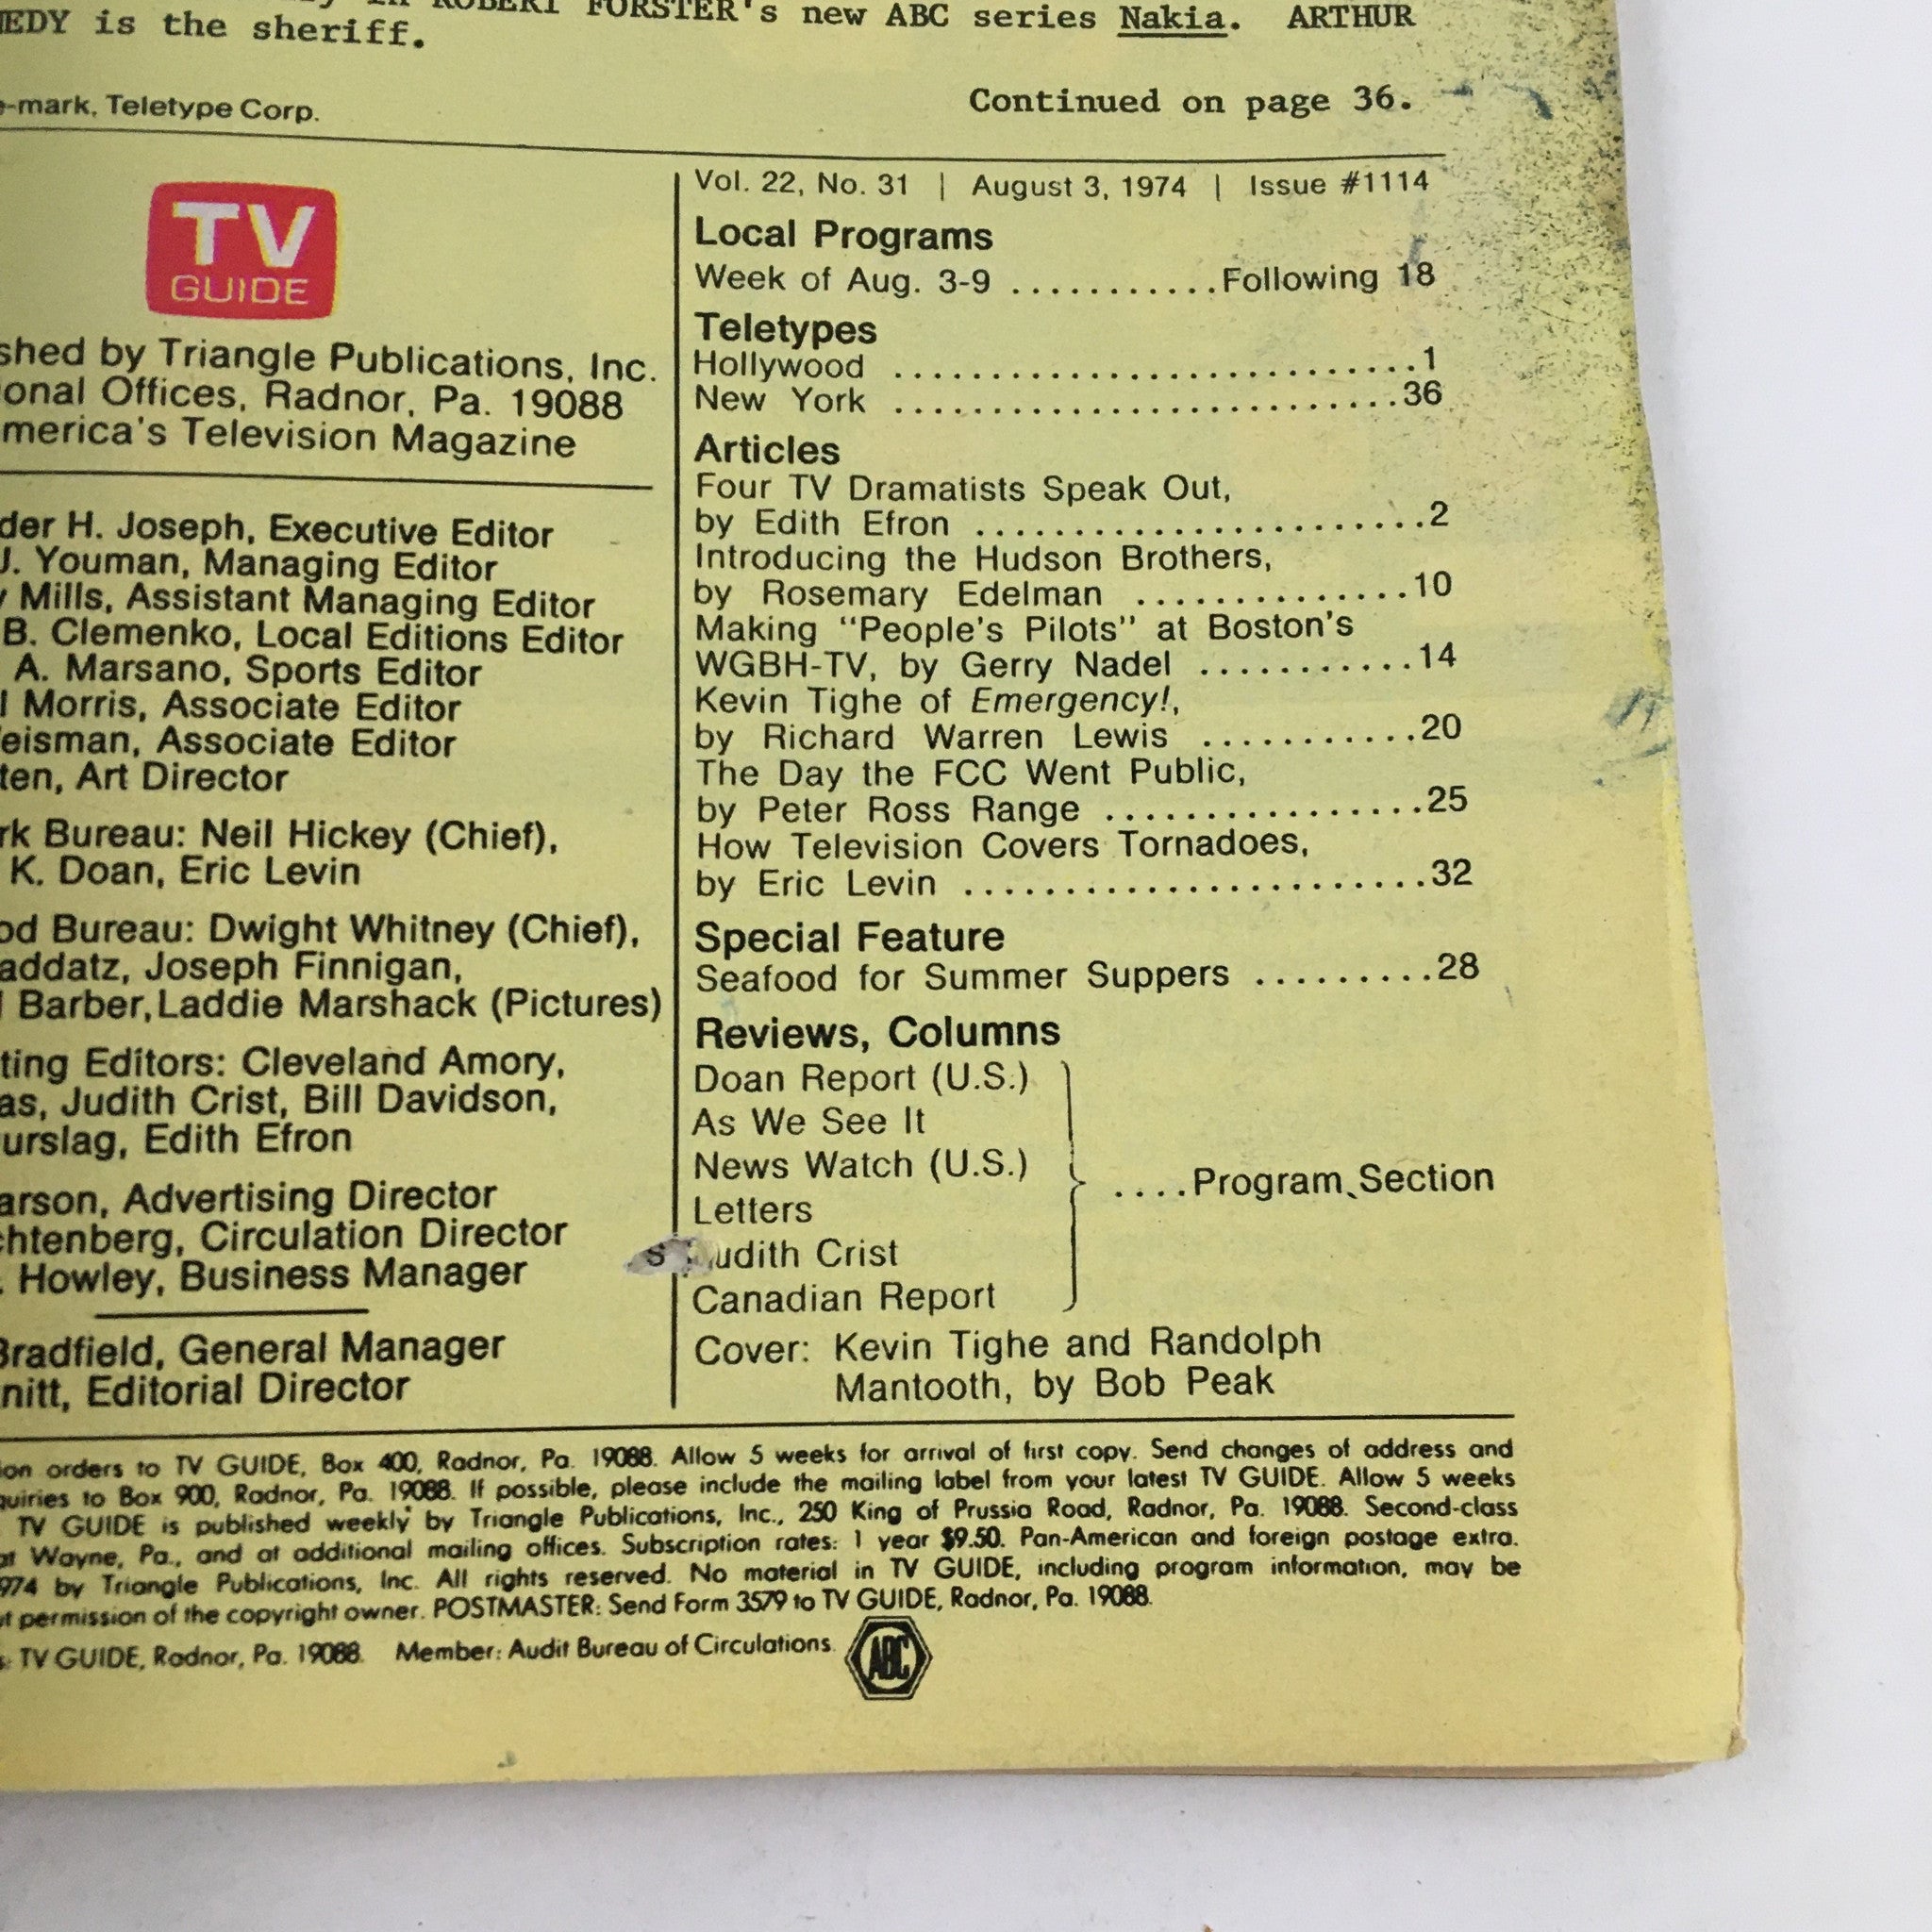 ROBERT FORSTER's new ABC series Nakia. ARTHUR
EDY is the sheriff.
-mark, Teletype Corp.
Continued on page 36.
TV
GUIDE
shed by Triangle Publications, Inc.
onal Offices, Radnor, Pa. 19088
merica's Television Magazine
der H. Joseph, Executive Editor
J. Youman, Managing Editor
y Mills, Assistant Managing Editor
B. Clemenko, Local Editions Editor
A. Marsano, Sports Editor
l Morris, Associate Editor
eisman, Associate Editor
ten, Art Director
rk Bureau: Neil Hickey (Chief),
K. Doan, Eric Levin
od Bureau: Dwight Whitney (Chief),
addatz, Joseph Finnigan,
Barber, Laddie Marshack (Pictures)
ting Editors: Cleveland Amory,
as, Judith Crist, Bill Davidson,
urslag, Edith Efron
arson, Advertising Director
chtenberg, Circulation Director
. Howley, Business Manager
Bradfield, General Manager
nitt, Editorial Director
Vol. 22, No. 31 | August 3, 1974 | Issue #1114
Local Programs
Week of Aug. 3-9 ...........Following 18
Teletypes
Hollywood ...........................1
New York ..........................36
Articles
Four TV Dramatists Speak Out,
by Edith Efron .......................2
Introducing the Hudson Brothers,
by Rosemary Edelman ..............10
Making "People's Pilots" at Boston's
WGBH-TV, by Gerry Nadel ...........14
Kevin Tighe of Emergency!,
by Richard Warren Lewis ...........20
The Day the FCC Went Public,
by Peter Ross Range ................25
How Television Covers Tornadoes,
by Eric Levin ........................32
Special Feature
Seafood for Summer Suppers .........28
Reviews, Columns
Doan Report (U.S.)
As We See It
News Watch (U.S.)
Letters
s udith Crist
Canadian Report
....Program Section
Cover: Kevin Tighe and Randolph
Mantooth, by Bob Peak
ion orders to TV GUIDE, Box 400, Radnor, Pa. 19088. Allow 5 weeks for arrival of first copy. Send changes of address and
quiries to Box 900, Radnor, Pa. 19088. If possible, please include the mailing label from your latest TV GUIDE. Allow 5 weeks
TV GUIDE is published weekly by Triangle Publications, Inc., 250 King of Prussia Road, Radnor, Pa. 19088. Second-class
at Wayne, Pa., and at additional mailing offices. Subscription rates: 1 year $9.50. Pan-American and foreign postage extra.
974 by Triangle Publications, Inc. All rights reserved. No material in TV GUIDE, including program information, may be
t permission of the copyright owner. POSTMASTER: Send Form 3579 to TV GUIDE, Radnor, Pa. 19088.
s: TV GUIDE, Radnor, Pa. 19088. Member: Audit Bureau of Circulations.
ABC